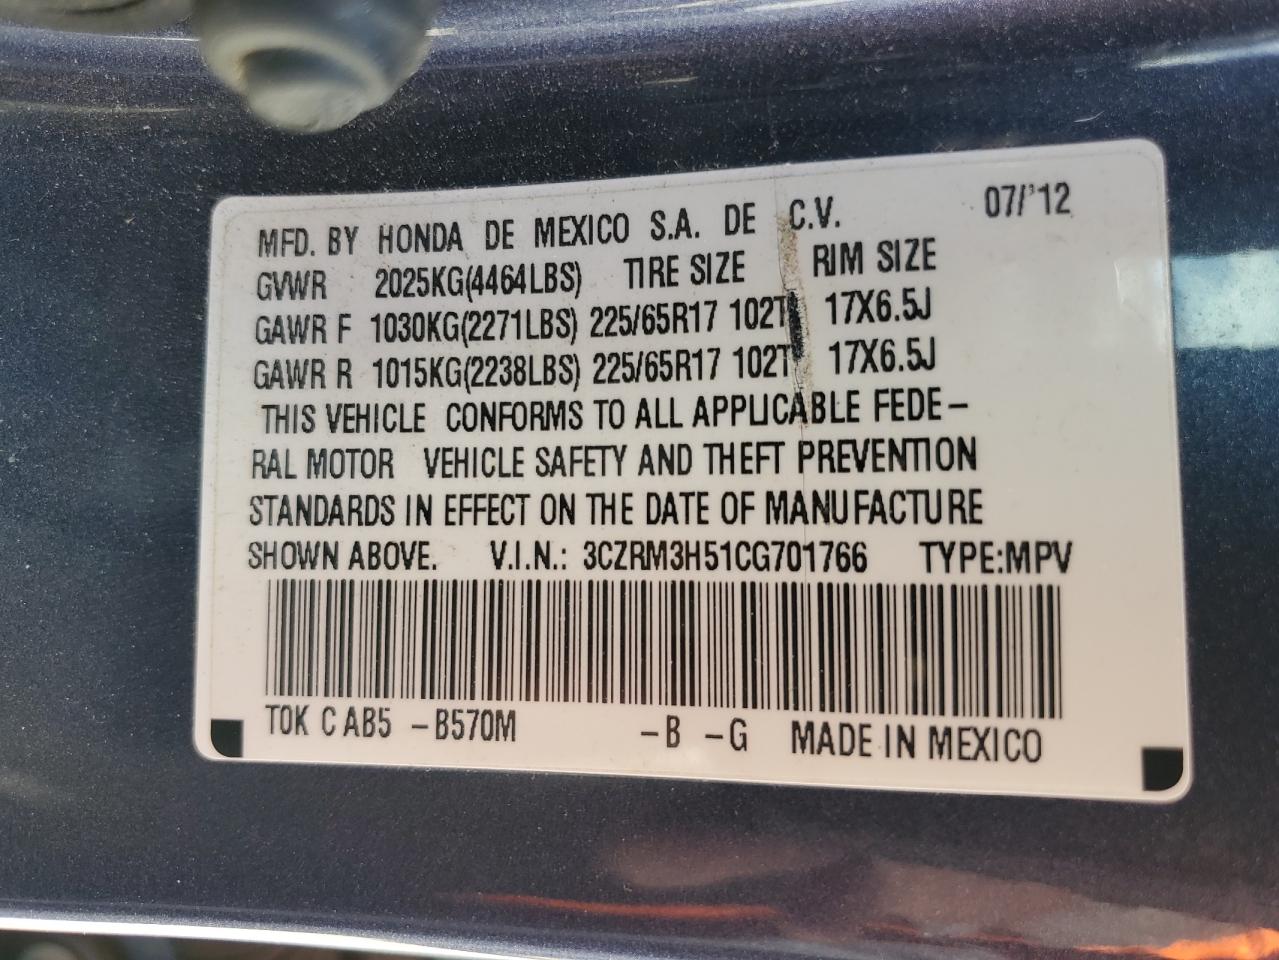 07/'12
MFD. BY HONDA DE MEXICO S.A. DE C.V.
GVWR 2025KG(4464LBS) TIRE SIZE RIM SIZE
GAWR F 1030KG(2271LBS) 225/65R17 102T 17X6.5J
GAWR R 1015KG(2238LBS) 225/65R17 102T 17X6.5J
THIS VEHICLE CONFORMS TO ALL APPLICABLE FEDE-
RAL MOTOR VEHICLE SAFETY AND THEFT PREVENTION
STANDARDS IN EFFECT ON THE DATE OF MANUFACTURE
SHOWN ABOVE. V.I.N.: 3CZRM3H51CG701766 TYPE:MPV
T0K C AB5 -B570M -B -G MADE IN MEXICO